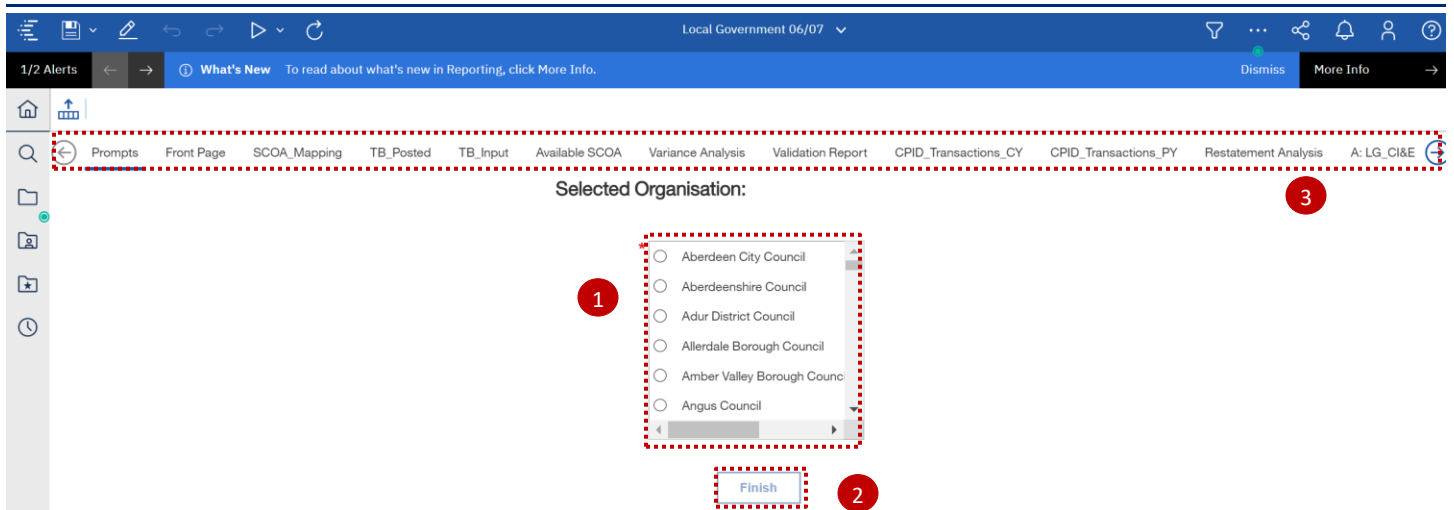 Local Government 06/07
1/2 Alerts What's New To read about what's new in Reporting, click More Info. Dismiss More Info
Prompts Front Page SCOA_Mapping TB_Posted TB_Input Available SCOA Variance Analysis Validation Report CPID_Transactions_CY CPID_Transactions_PY Restatement Analysis A: LG_CI&E
Selected Organisation:
3
*
Aberdeen City Council
Aberdeenshire Council
1
Adur District Council
Allerdale Borough Council
Amber Valley Borough Counc
Angus Council
Finish
2